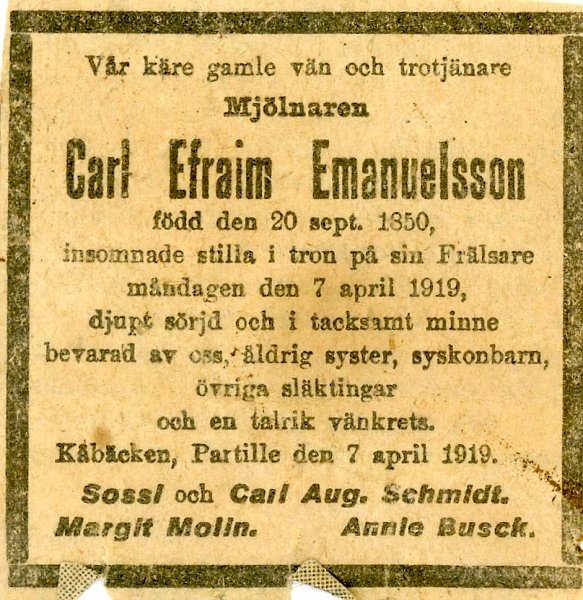 Vår käre gamle vän och trotjänare
Mjölnaren
Carl Efraim Emanuelsson
född den 20 sept. 1850,
insomnade stilla i tron på sin Frälsare
måndagen den 7 april 1919,
djupt sörjd och i tacksamt minne
bevarad av oss, åldrig syster, syskonbarn,
övriga släktingar
och en talrik vänkrets.
Kåbäcken, Partille den 7 april 1919.
Sossi och Carl Aug. Schmidt.
Margit Molin. Annie Busck.